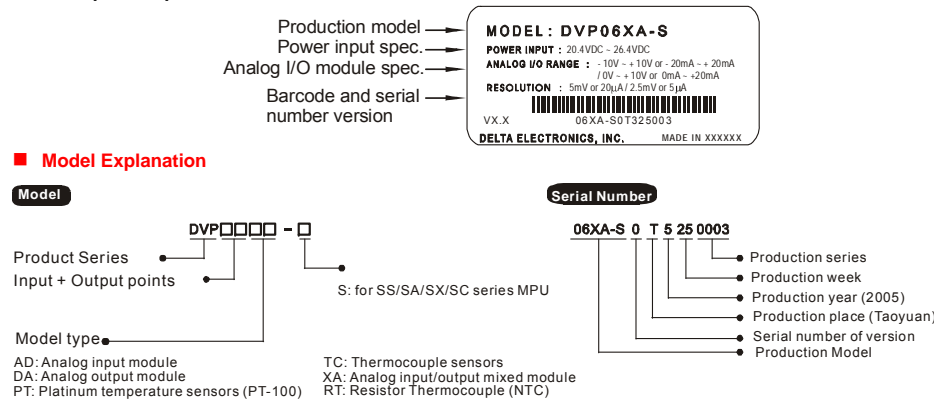 Production model
Power input spec.
Analog I/O module spec.
Barcode and serial
number version
MODEL: DVP06XA-S
POWER INPUT : 20.4VDC ~ 26.4VDC
ANALOG I/O RANGE : - 10V ~ + 10V or - 20mA ~ + 20mA
/ 0V ~ + 10V or 0mA ~ +20mA
RESOLUTION : 5mV or 20μA / 2.5mV or 5μA
VX.X 06XA-S0T325003
DELTA ELECTRONICS, INC. MADE IN XXXXXX
Model Explanation
Model
DVP□□□□ - □
Product Series
Input + Output points
S: for SS/SA/SX/SC series MPU
Model type
AD: Analog input module
DA: Analog output module
PT: Platinum temperature sensors (PT-100)
TC: Thermocouple sensors
XA: Analog input/output mixed module
RT: Resistor Thermocouple (NTC)
Serial Number
06XA-S 0 T 5 25 0003
Production series
Production week
Production year (2005)
Production place (Taoyuan)
Serial number of version
Production Model